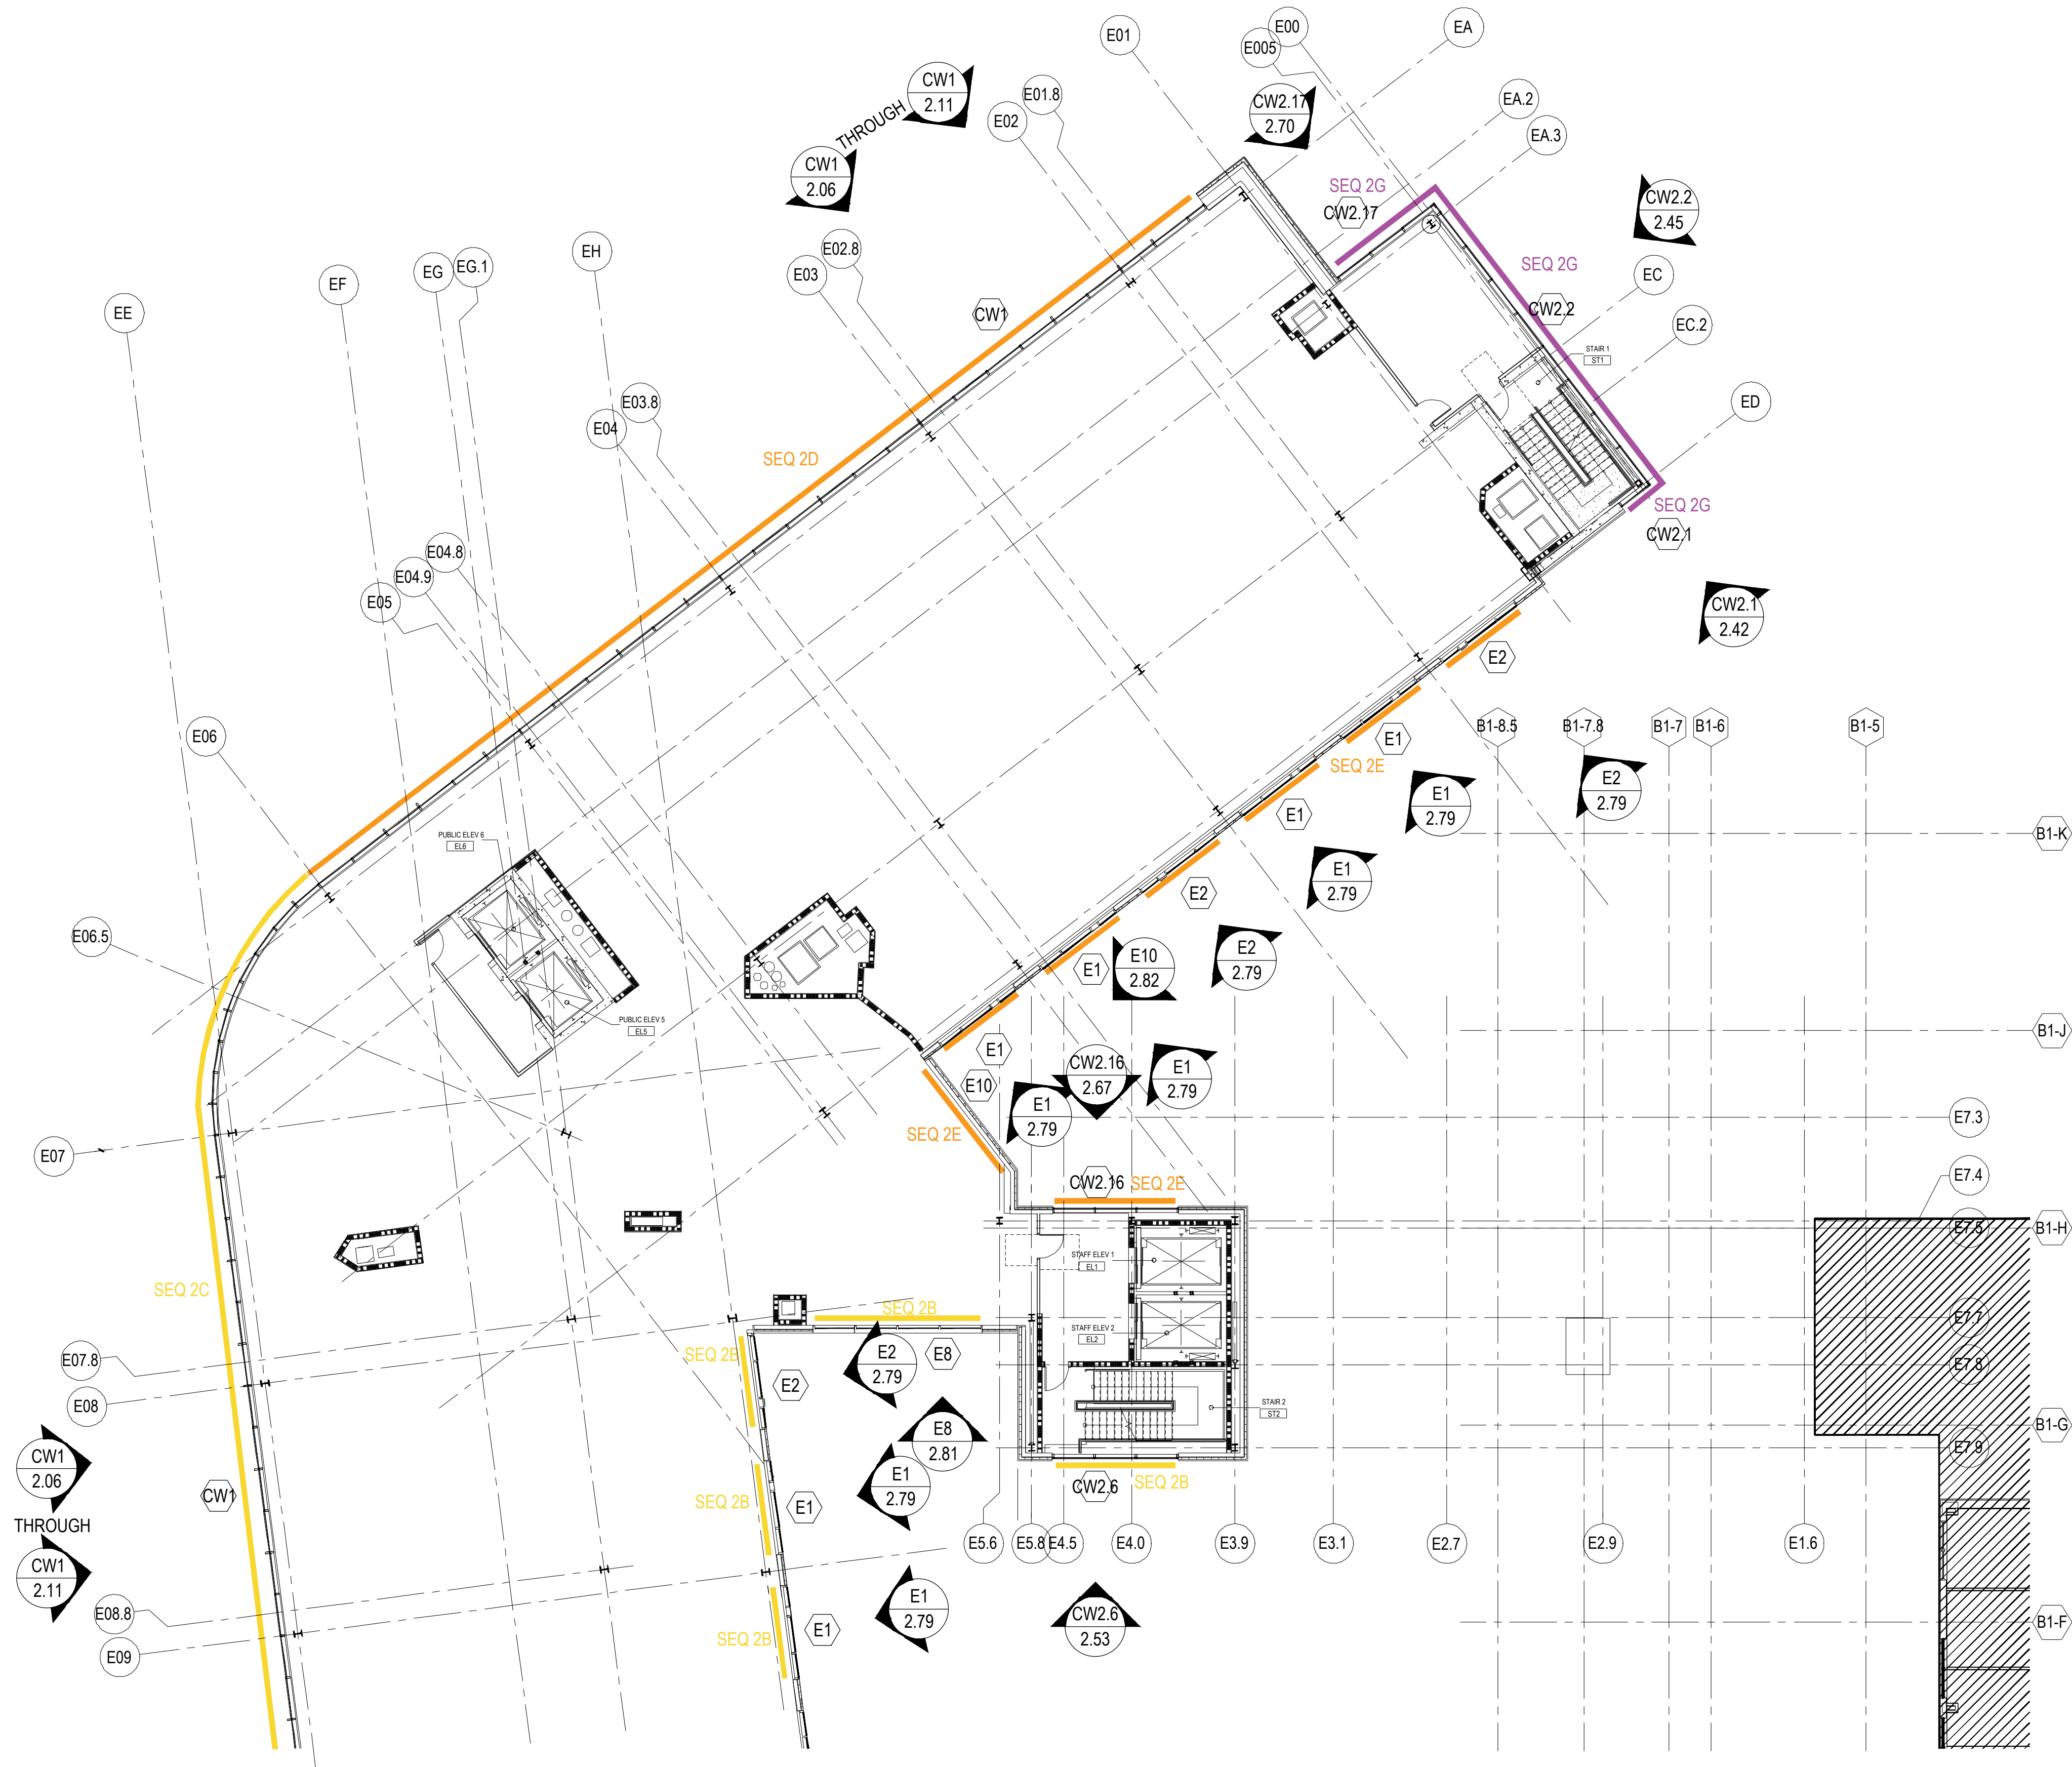 E01
E00
E005
EA
CW1
2.11
THROUGH
CW1
2.06
E01.8
E02
CW2.17
2.70
EA.2
EA.3
SEQ 2G
CW2.17
CW2.2
2.45
EE
EF
EG
EG.1
EH
E03
E02.8
CW1
SEQ 2G
CW2.2
EC
EC.2
STAIR 1
ST1
ED
E04
E03.8
SEQ 2D
SEQ 2G
CW2.1
E05
E04.9
E04.8
CW2.1
2.42
E2
E06
E1
SEQ 2E
B1-8.5
B1-7.8
B1-7
B1-6
B1-5
E1
E1
2.79
E2
2.79
B1-K
PUBLIC ELEV 6
EL6
E2
E1
2.79
E06.5
E1
E10
2.82
E2
2.79
PUBLIC ELEV 5
EL5
B1-J
E1
E10
CW2.16
2.67
E1
2.79
E1
2.79
SEQ 2E
E7.3
E07
CW2.16
SEQ 2E
E7.4
E7.5
B1-H
STAFF ELEV 1
EL1
SEQ 2C
SEQ 2B
STAFF ELEV 2
EL2
E7.7
E07.8
SEQ 2B
E2
E2
2.79
E8
E7.8
E08
STAIR 2
ST2
B1-G
E8
2.81
E7.9
CW1
2.06
THROUGH
CW1
2.11
CW1
SEQ 2B
E1
E1
2.79
CW2.6
SEQ 2B
E5.6
E5.8
E4.5
E4.0
E3.9
E3.1
E2.7
E2.9
E1.6
E08.8
E09
SEQ 2B
E1
E1
2.79
CW2.6
2.53
B1-F